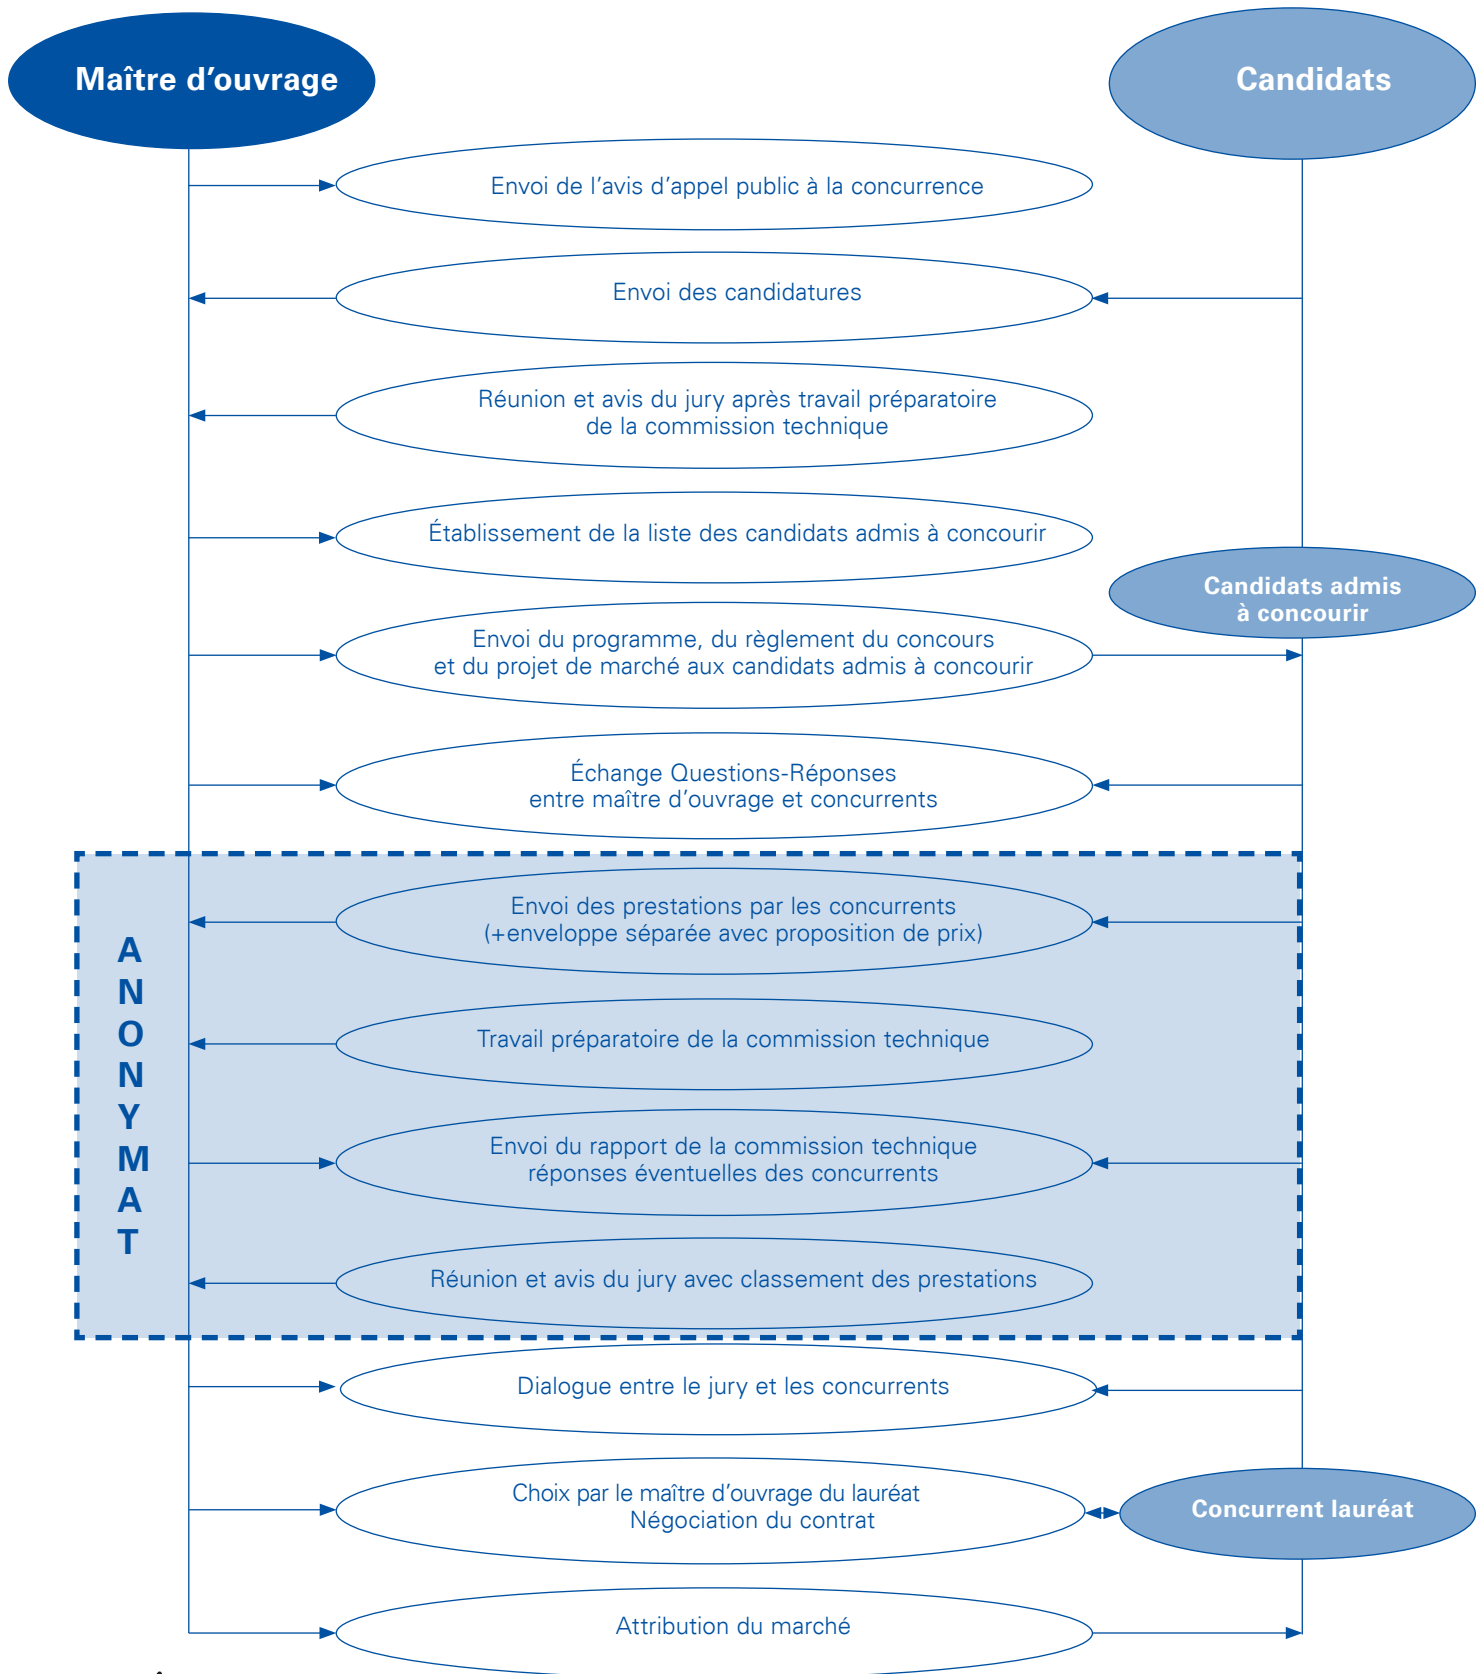 Maître d'ouvrage
Candidats
Envoi de l'avis d'appel public à la concurrence
Envoi des candidatures
Réunion et avis du jury après travail préparatoire
de la commission technique
Établissement de la liste des candidats admis à concourir
Candidats admis
à concourir
Envoi du programme, du règlement du concours
et du projet de marché aux candidats admis à concourir
Échange Questions-Réponses
entre maître d'ouvrage et concurrents
ANONYMAT
Envoi des prestations par les concurrents
(+enveloppe séparée avec proposition de prix)
Travail préparatoire de la commission technique
Envoi du rapport de la commission technique
réponses éventuelles des concurrents
Réunion et avis du jury avec classement des prestations
Dialogue entre le jury et les concurrents
Choix par le maître d'ouvrage du lauréat
Négociation du contrat
Concurrent lauréat
Attribution du marché